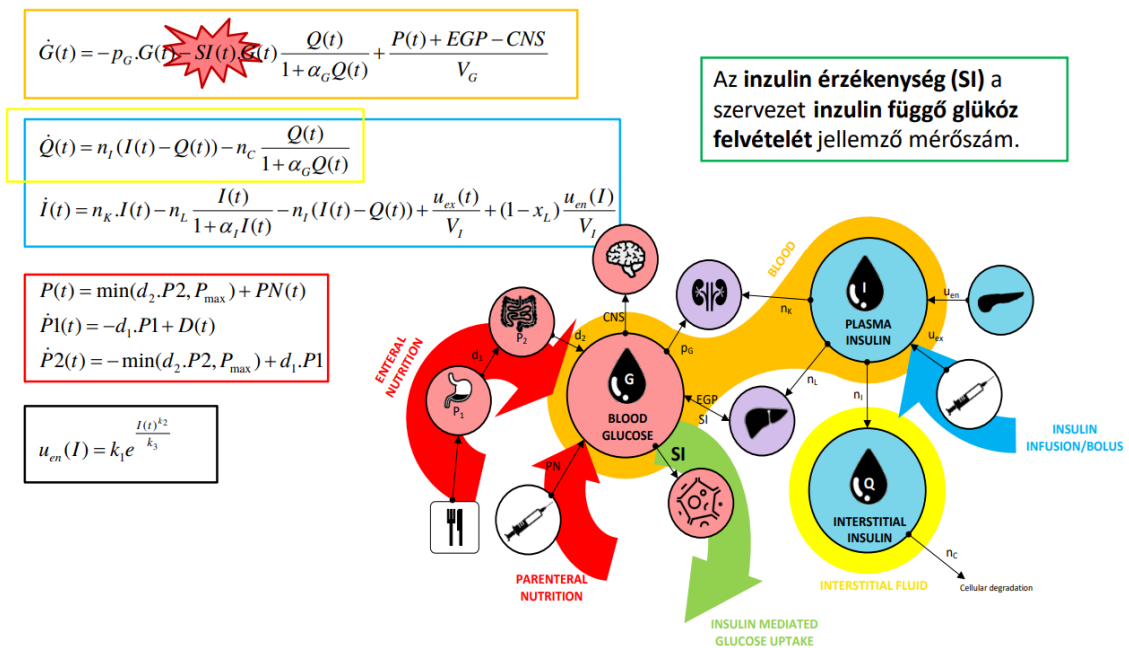 Ġ(t) = −p_G.G(t) − SI(t).G(t) Q(t)/(1+α_G Q(t)) + (P(t) + EGP − CNS)/V_G
Q̇(t) = n_I(I(t) − Q(t)) − n_C Q(t)/(1+α_G Q(t))
İ(t) = n_K.I(t) − n_L I(t)/(1+α_I I(t)) − n_I(I(t) − Q(t)) + u_ex(t)/V_I + (1 − x_L) u_en(I)/V_I
P(t) = min(d_2.P2, P_max) + PN(t)
Ṗ1(t) = −d_1.P1 + D(t)
Ṗ2(t) = −min(d_2.P2, P_max) + d_1.P1
u_en(I) = k_1 e^(I(t)^k_2 / k_3)
Az inzulin érzékenység (SI) a
szervezet inzulin függő glükóz
felvételét jellemző mérőszám.
BLOOD
CNS
I
PLASMA
INSULIN
u_en
u_ex
n_K
n_L
n_I
P_2
d_2
d_1
P_1
p_G
ENTERAL
NUTRITION
G
BLOOD
GLUCOSE
EGP
SI
SI
PN
INSULIN
INFUSION/BOLUS
Q
INTERSTITIAL
INSULIN
n_C
PARENTERAL
NUTRITION
INTERSTITIAL FLUID
Cellular degradation
INSULIN MEDIATED
GLUCOSE UPTAKE